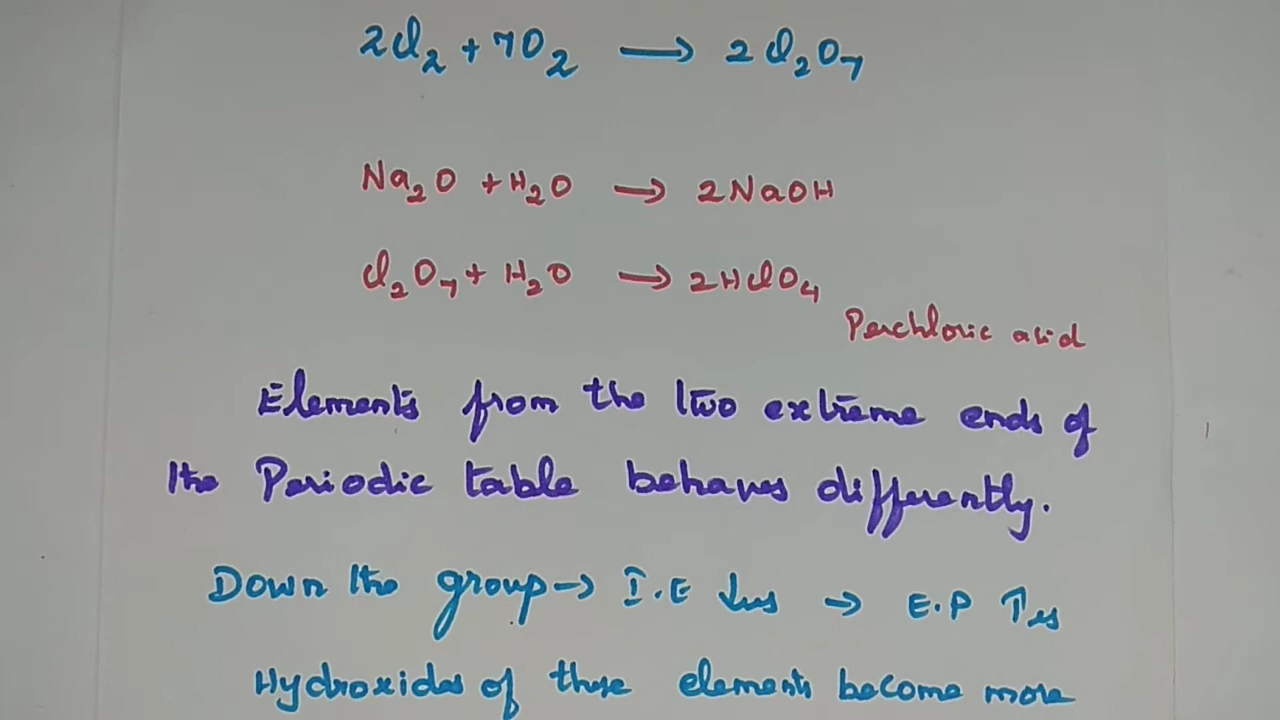 2Cl₂ + 7O₂ → 2Cl₂O₇
Na₂O + H₂O → 2NaOH
Cl₂O₇ + H₂O → 2HClO₄
Perchloric acid
Elements from the two extreme ends of
the Periodic table behaves differently.
Down the group → I.E ↓ses → E.P ↑es
Hydroxides of these elements become more